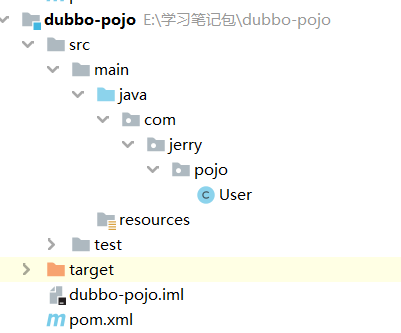 dubbo-pojo E:\学习笔记包\dubbo-pojo
src
main
java
com
jerry
pojo
C User
resources
test
target
dubbo-pojo.iml
m pom.xml